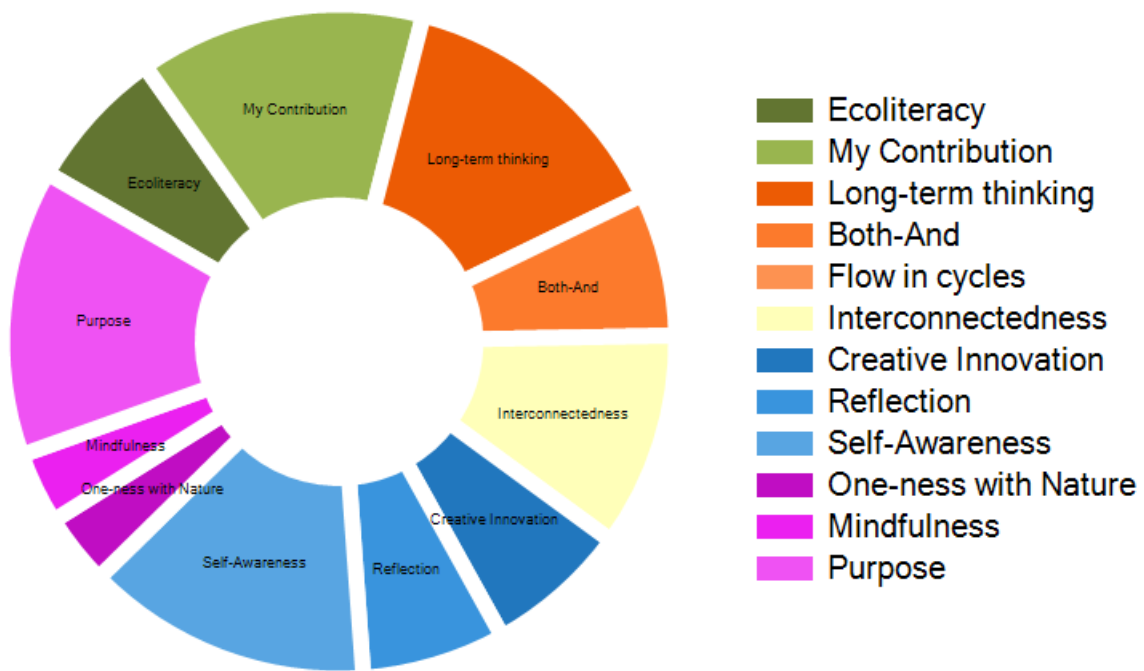 My Contribution
Long-term thinking
Ecoliteracy
Both-And
Purpose
Interconnectedness
Mindfulness
One-ness with Nature
Creative Innovation
Self-Awareness
Reflection
Ecoliteracy
My Contribution
Long-term thinking
Both-And
Flow in cycles
Interconnectedness
Creative Innovation
Reflection
Self-Awareness
One-ness with Nature
Mindfulness
Purpose